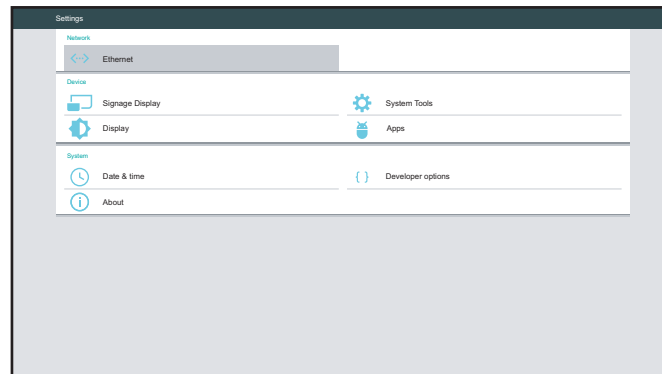 Settings
Network
Ethernet
Device
Signage Display
System Tools
Display
Apps
System
Date & time
{ } Developer options
About